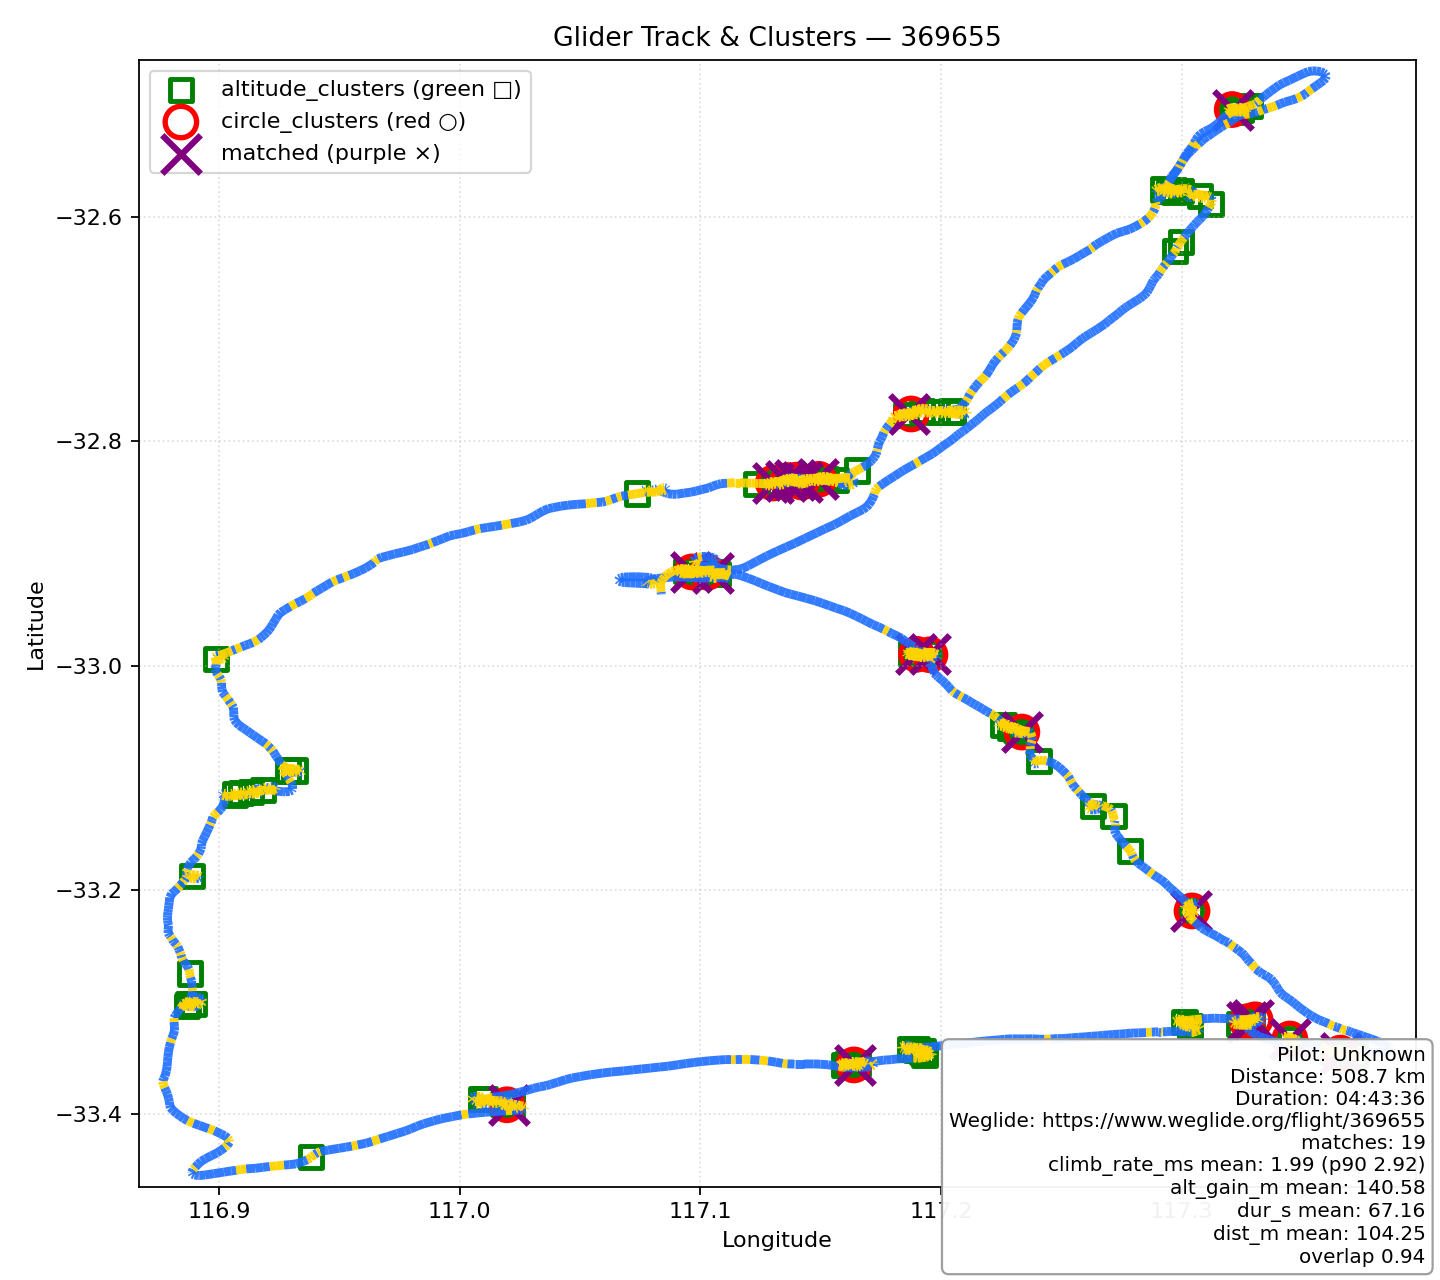 Glider Track & Clusters — 369655
altitude_clusters (green □)
circle_clusters (red ○)
matched (purple ×)
Latitude
−32.6
−32.8
−33.0
−33.2
−33.4
116.9
117.0
117.1
117.2
117.3
Longitude
Pilot: Unknown
Distance: 508.7 km
Duration: 04:43:36
Weglide: https://www.weglide.org/flight/369655
matches: 19
climb_rate_ms mean: 1.99 (p90 2.92)
alt_gain_m mean: 140.58
dur_s mean: 67.16
dist_m mean: 104.25
overlap 0.94